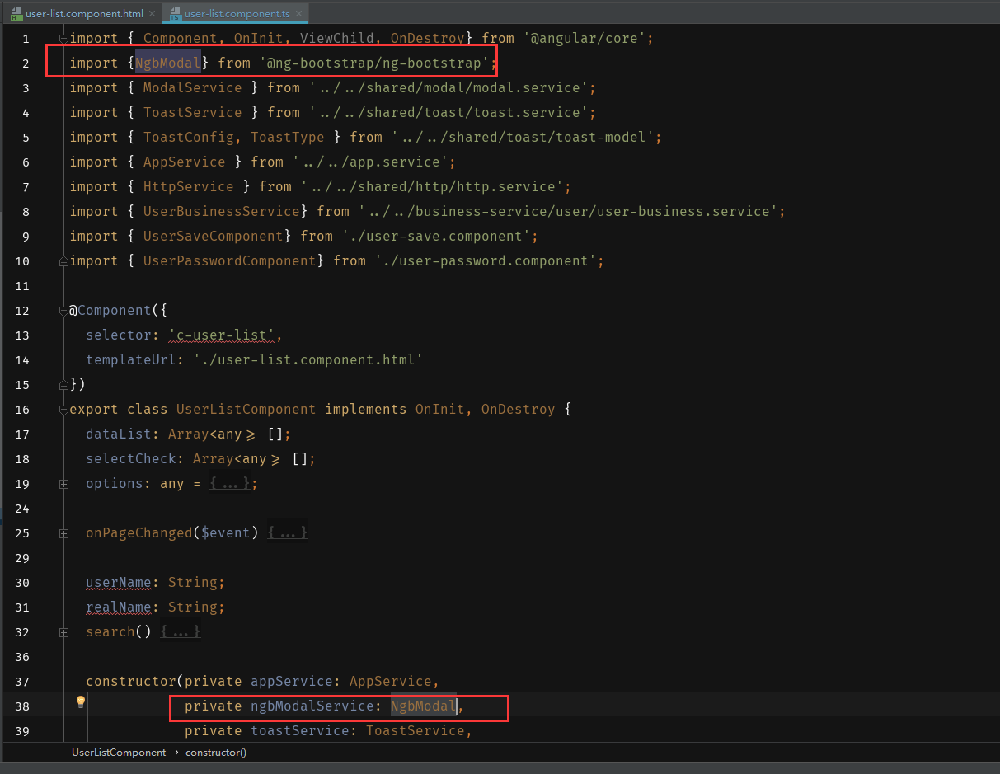 user-list.component.html × user-list.component.ts ×
1 import { Component, OnInit, ViewChild, OnDestroy} from '@angular/core';
2 import {NgbModal} from '@ng-bootstrap/ng-bootstrap';
3 import { ModalService } from '../../shared/modal/modal.service';
4 import { ToastService } from '../../shared/toast/toast.service';
5 import { ToastConfig, ToastType } from '../../shared/toast/toast-model';
6 import { AppService } from '../../app.service';
7 import { HttpService } from '../../shared/http/http.service';
8 import { UserBusinessService} from '../../business-service/user/user-business.service';
9 import { UserSaveComponent} from './user-save.component';
10 import { UserPasswordComponent} from './user-password.component';
11
12 @Component({
13 selector: 'c-user-list',
14 templateUrl: './user-list.component.html'
15 })
16 export class UserListComponent implements OnInit, OnDestroy {
17 dataList: Array<any>= [];
18 selectCheck: Array<any>= [];
19 options: any = {...};
24
25 onPageChanged($event) {...}
29
30 userName: String;
31 realName: String;
32 search() {...}
36
37 constructor(private appService: AppService,
38 private ngbModalService: NgbModal,
39 private toastService: ToastService,
UserListComponent › constructor()